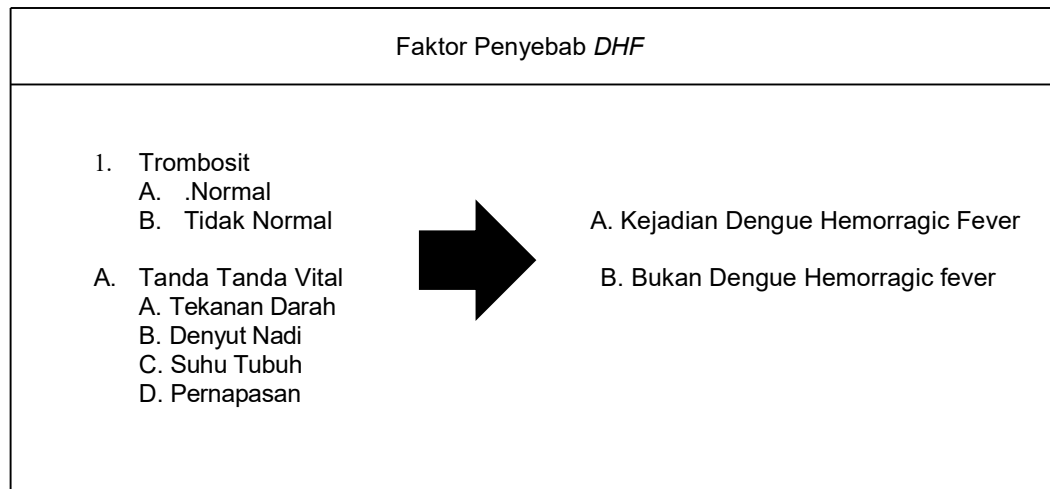 Faktor Penyebab DHF
1. Trombosit
A. .Normal
B. Tidak Normal
A. Tanda Tanda Vital
A. Tekanan Darah
B. Denyut Nadi
C. Suhu Tubuh
D. Pernapasan
A. Kejadian Dengue Hemorragic Fever
B. Bukan Dengue Hemorragic fever